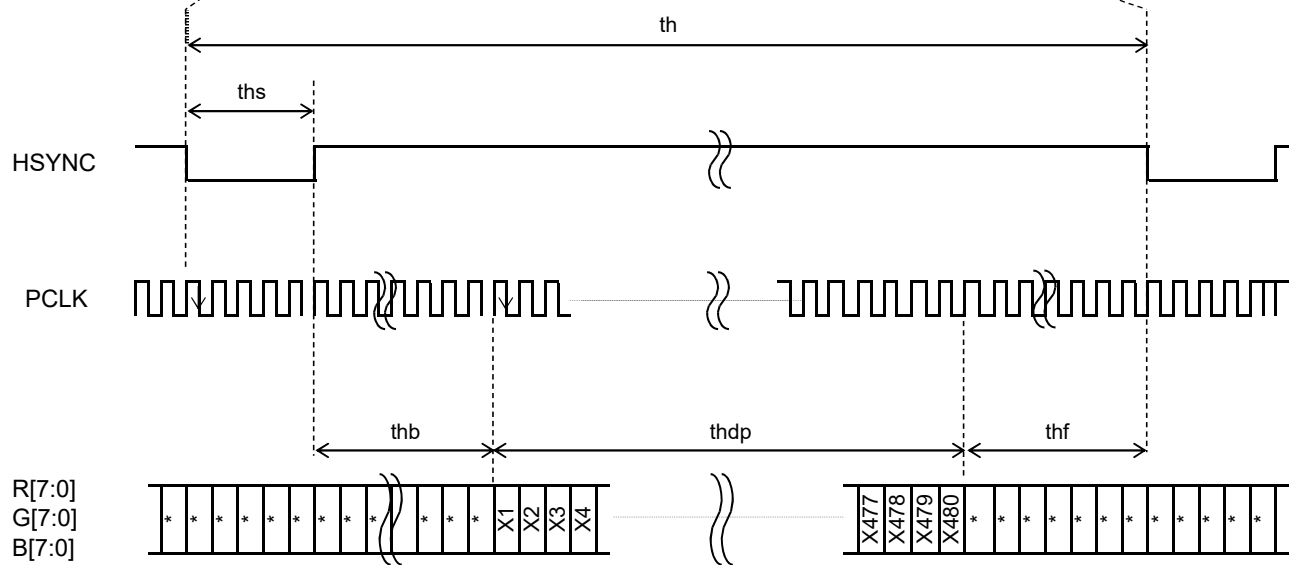 th
ths
HSYNC
PCLK
thb thdp thf
R[7:0]
G[7:0]
B[7:0]
* * * * * * * * * * * * X1 X2 X3 X4 X477 X478 X479 X480 * * * * * * * * * * * *